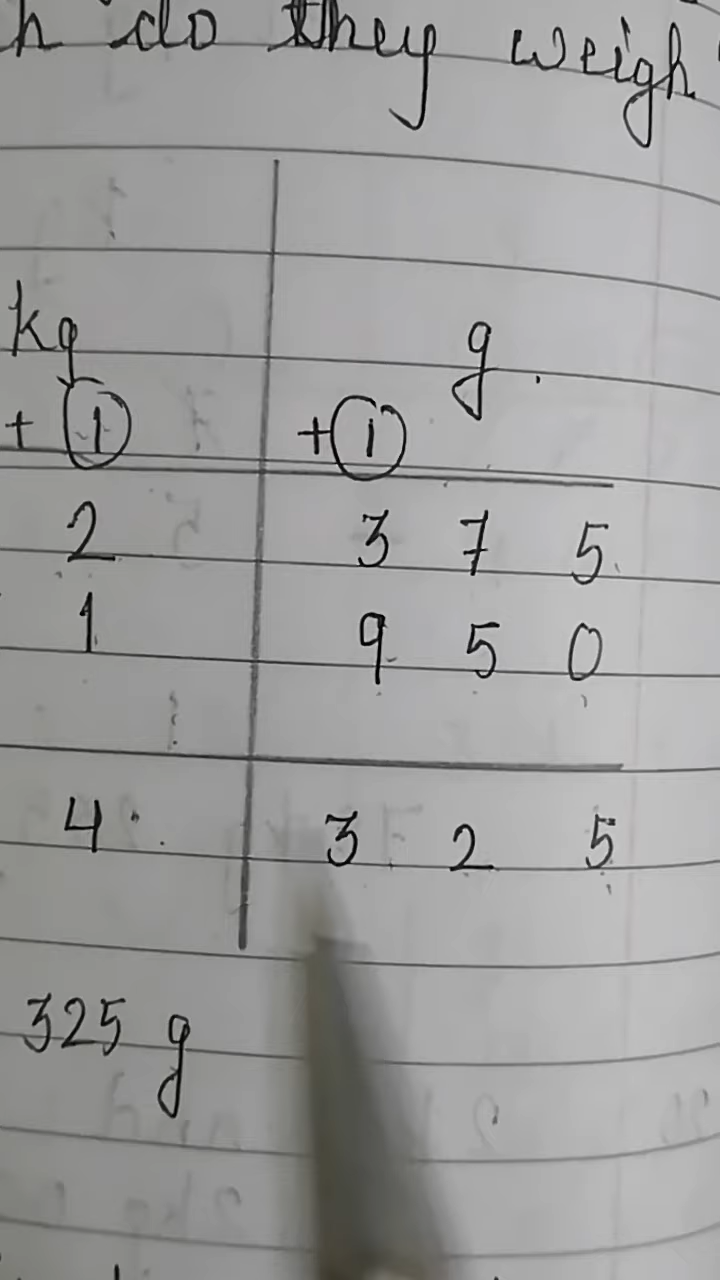 do they weigh
kg g.
+ 1 +1
2 3 7 5
1 9 5 0
4 3 2 5
325 g